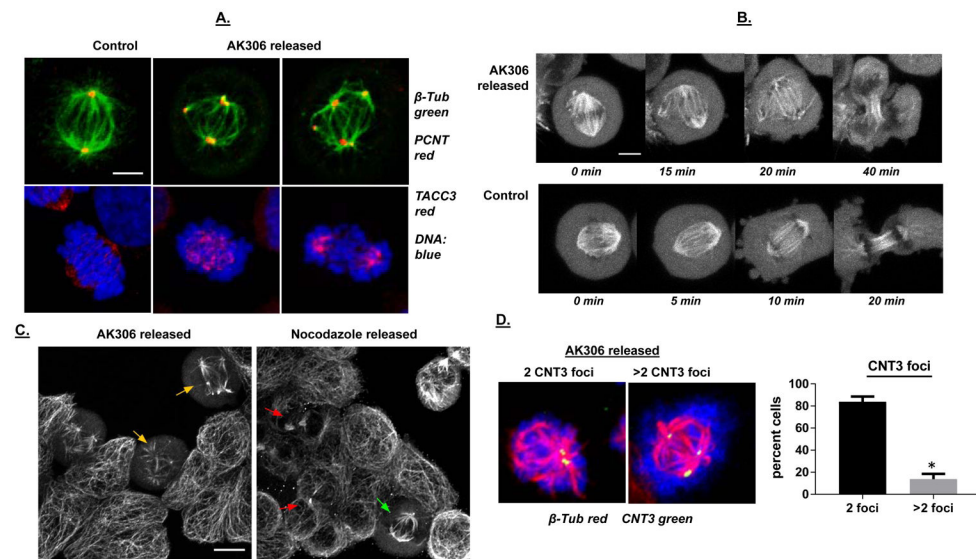 A.
Control
AK306 released
β-Tub
green
PCNT
red
TACC3
red
DNA:
blue
B.
AK306
released
0 min
15 min
20 min
40 min
Control
0 min
5 min
10 min
20 min
C.
AK306 released
Nocodazole released
D.
AK306 released
2 CNT3 foci
>2 CNT3 foci
β-Tub red
CNT3 green
CNT3 foci
percent cells
100
80
60
40
20
0
*
2 foci
>2 foci